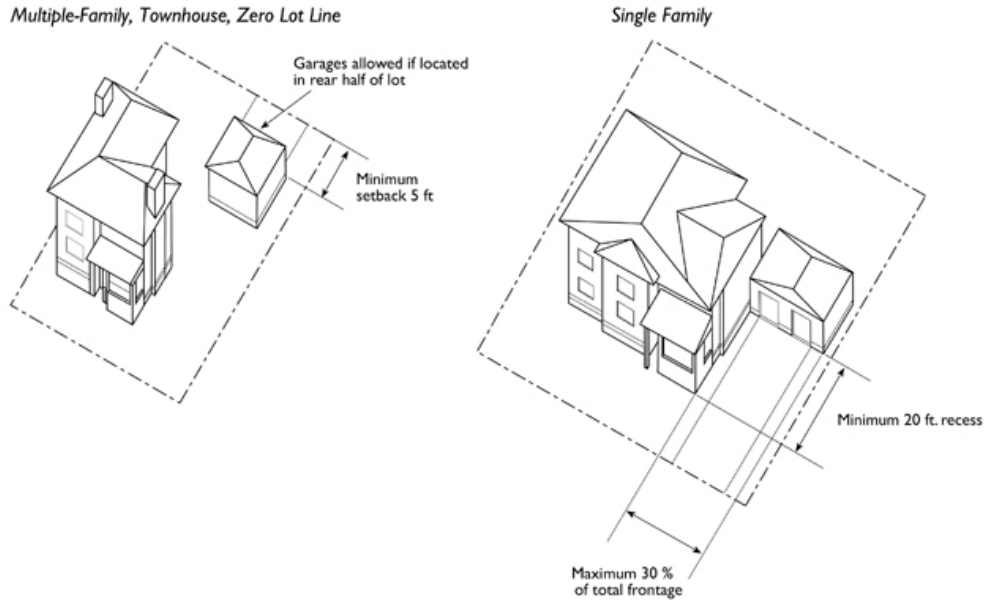 Multiple-Family, Townhouse, Zero Lot Line
Garages allowed if located
in rear half of lot
Minimum
setback 5 ft
Single Family
Minimum 20 ft. recess
Maximum 30 %
of total frontage